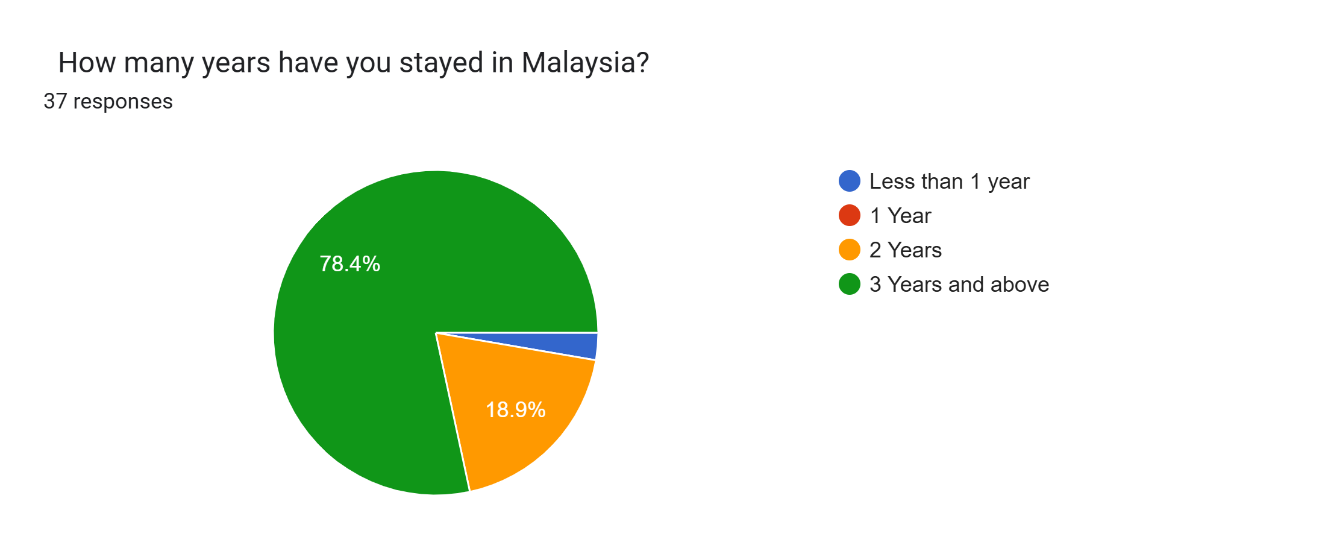 How many years have you stayed in Malaysia?
37 responses
78.4%
18.9%
Less than 1 year
1 Year
2 Years
3 Years and above